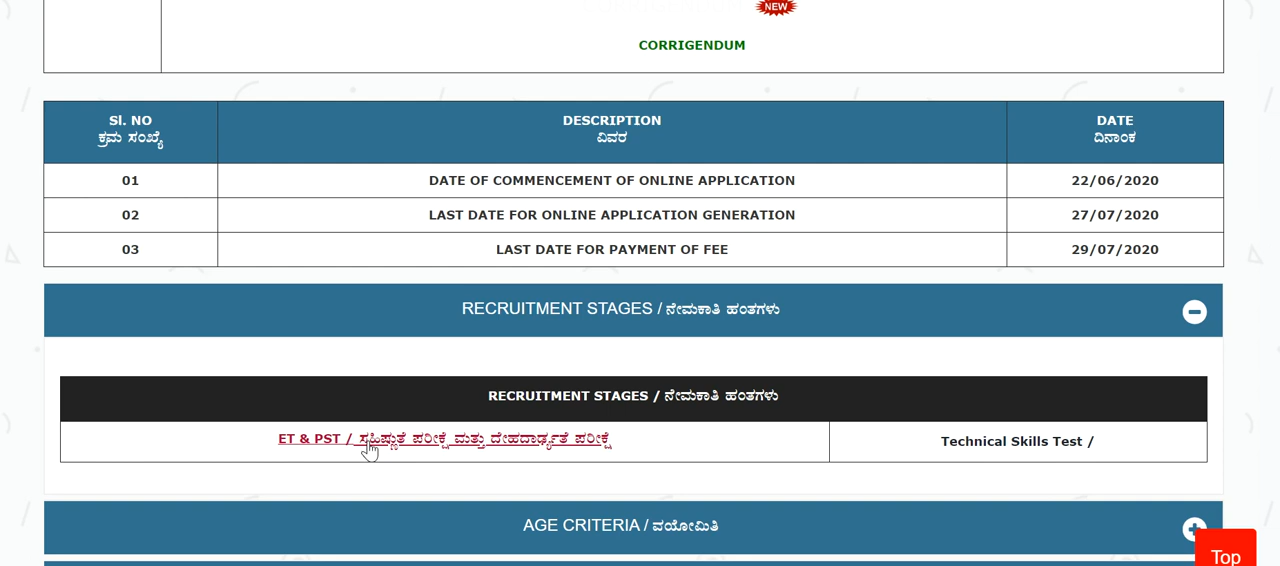 NEW
CORRIGENDUM
Sl. NO DESCRIPTION DATE
ಕ್ರಮ ಸಂಖ್ಯೆ ವಿವರ ದಿನಾಂಕ
01 DATE OF COMMENCEMENT OF ONLINE APPLICATION 22/06/2020
02 LAST DATE FOR ONLINE APPLICATION GENERATION 27/07/2020
03 LAST DATE FOR PAYMENT OF FEE 29/07/2020
RECRUITMENT STAGES / ನೇಮಕಾತಿ ಹಂತಗಳು
RECRUITMENT STAGES / ನೇಮಕಾತಿ ಹಂತಗಳು
ET & PST / ಸಹಿಷ್ಣುತೆ ಪರೀಕ್ಷೆ ಮತ್ತು ದೇಹದಾರ್ಢ್ಯತೆ ಪರೀಕ್ಷೆ Technical Skills Test /
AGE CRITERIA / ವಯೋಮಿತಿ
Top